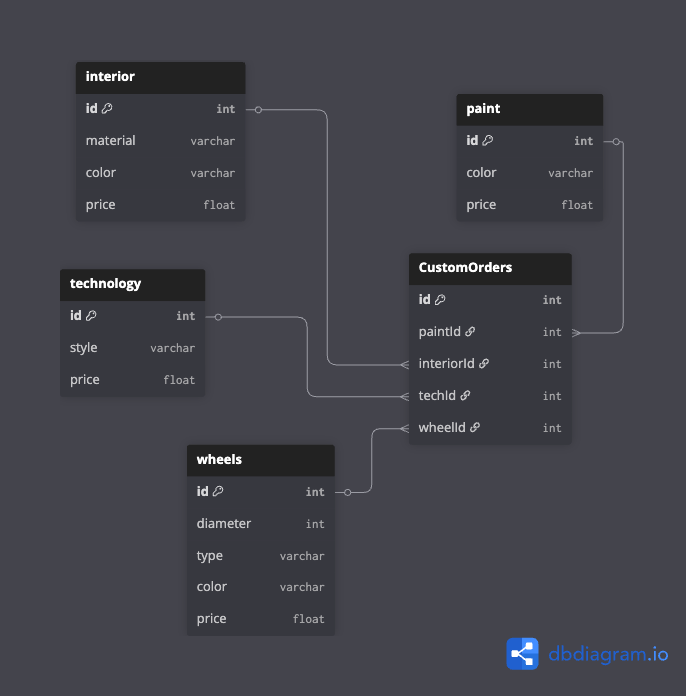 interior
id int
material varchar
color varchar
price float
paint
id int
color varchar
price float
technology
id int
style varchar
price float
CustomOrders
id int
paintId int
interiorId int
techId int
wheelId int
wheels
id int
diameter int
type varchar
color varchar
price float
dbdiagram.io